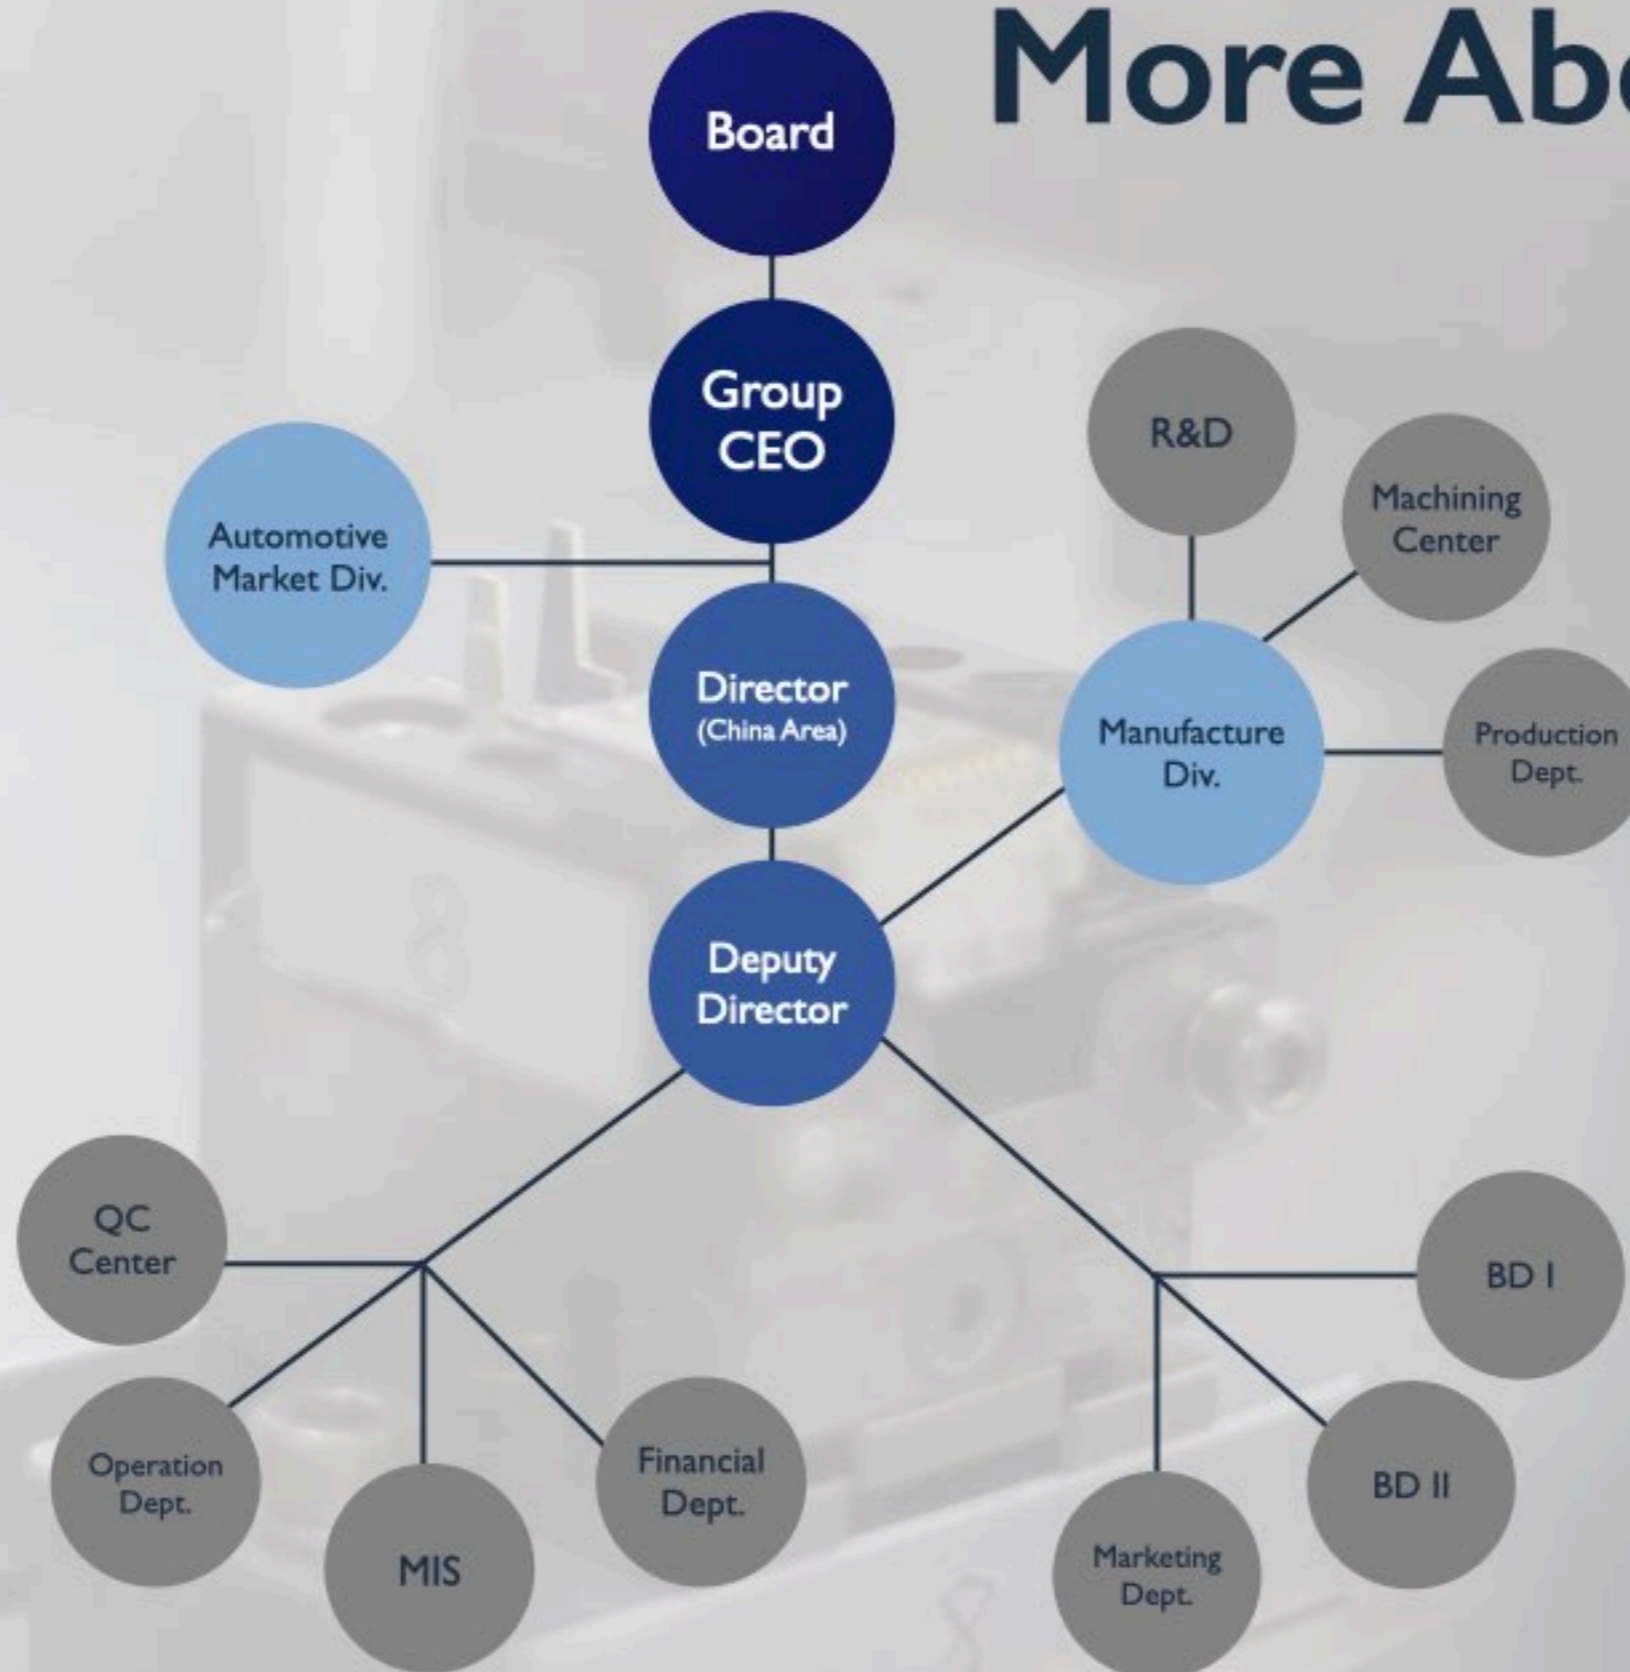 More Abo
Board
Group
CEO
Automotive
Market Div.
R&D
Machining
Center
Director
(China Area)
Manufacture
Div.
Production
Dept.
Deputy
Director
QC
Center
Operation
Dept.
MIS
Financial
Dept.
BD I
BD II
Marketing
Dept.